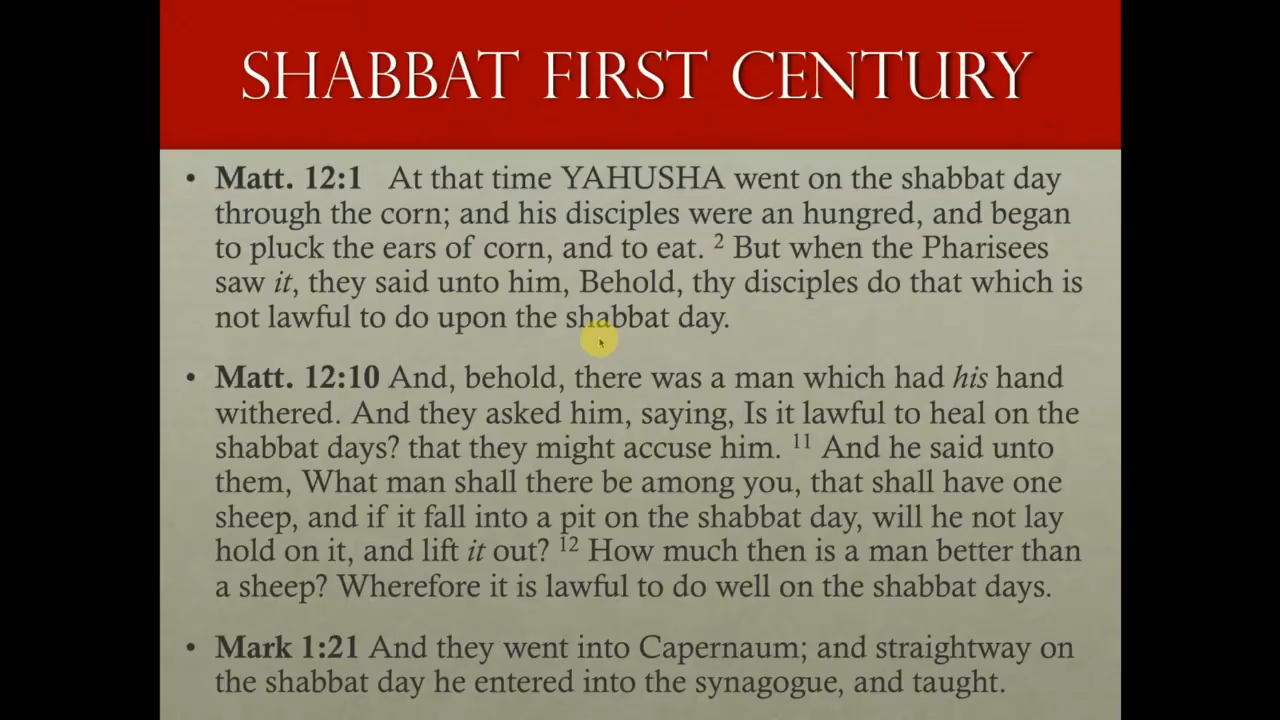 SHABBAT FIRST CENTURY
• Matt. 12:1 At that time YAHUSHA went on the shabbat day
through the corn; and his disciples were an hungred, and began
to pluck the ears of corn, and to eat. 2 But when the Pharisees
saw it, they said unto him, Behold, thy disciples do that which is
not lawful to do upon the shabbat day.
• Matt. 12:10 And, behold, there was a man which had his hand
withered. And they asked him, saying, Is it lawful to heal on the
shabbat days? that they might accuse him. 11 And he said unto
them, What man shall there be among you, that shall have one
sheep, and if it fall into a pit on the shabbat day, will he not lay
hold on it, and lift it out? 12 How much then is a man better than
a sheep? Wherefore it is lawful to do well on the shabbat days.
• Mark 1:21 And they went into Capernaum; and straightway on
the shabbat day he entered into the synagogue, and taught.